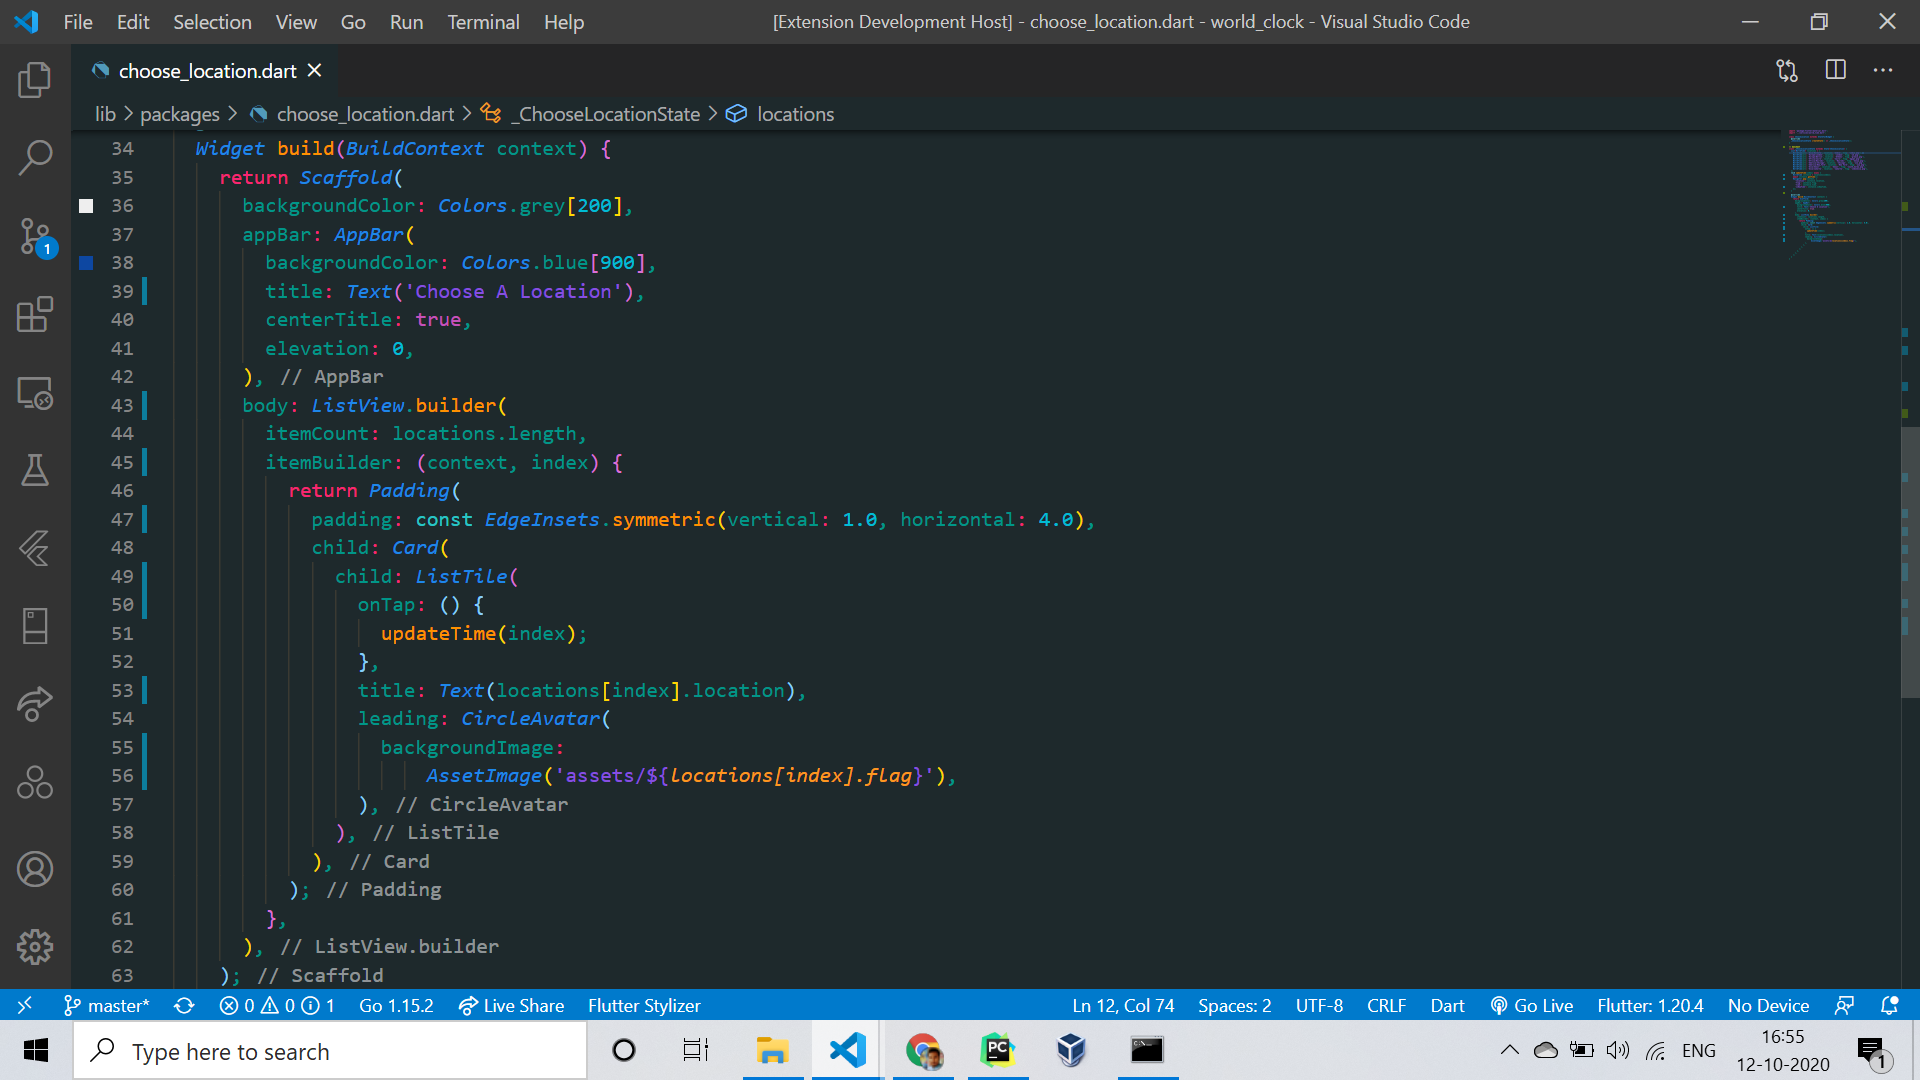 File Edit Selection View Go Run Terminal Help [Extension Development Host] - choose_location.dart - world_clock - Visual Studio Code
choose_location.dart
lib > packages > choose_location.dart > _ChooseLocationState > locations
34 Widget build(BuildContext context) {
35 return Scaffold(
36 backgroundColor: Colors.grey[200],
37 appBar: AppBar(
38 backgroundColor: Colors.blue[900],
39 title: Text('Choose A Location'),
40 centerTitle: true,
41 elevation: 0,
42 ), // AppBar
43 body: ListView.builder(
44 itemCount: locations.length,
45 itemBuilder: (context, index) {
46 return Padding(
47 padding: const EdgeInsets.symmetric(vertical: 1.0, horizontal: 4.0),
48 child: Card(
49 child: ListTile(
50 onTap: () {
51 updateTime(index);
52 },
53 title: Text(locations[index].location),
54 leading: CircleAvatar(
55 backgroundImage:
56 AssetImage('assets/${locations[index].flag}'),
57 ), // CircleAvatar
58 ), // ListTile
59 ), // Card
60 ); // Padding
61 },
62 ), // ListView.builder
63 ); // Scaffold
1
master* 0 0 1 Go 1.15.2 Live Share Flutter Stylizer Ln 12, Col 74 Spaces: 2 UTF-8 CRLF Dart Go Live Flutter: 1.20.4 No Device
Type here to search
PC
ENG
16:55
12-10-2020
1